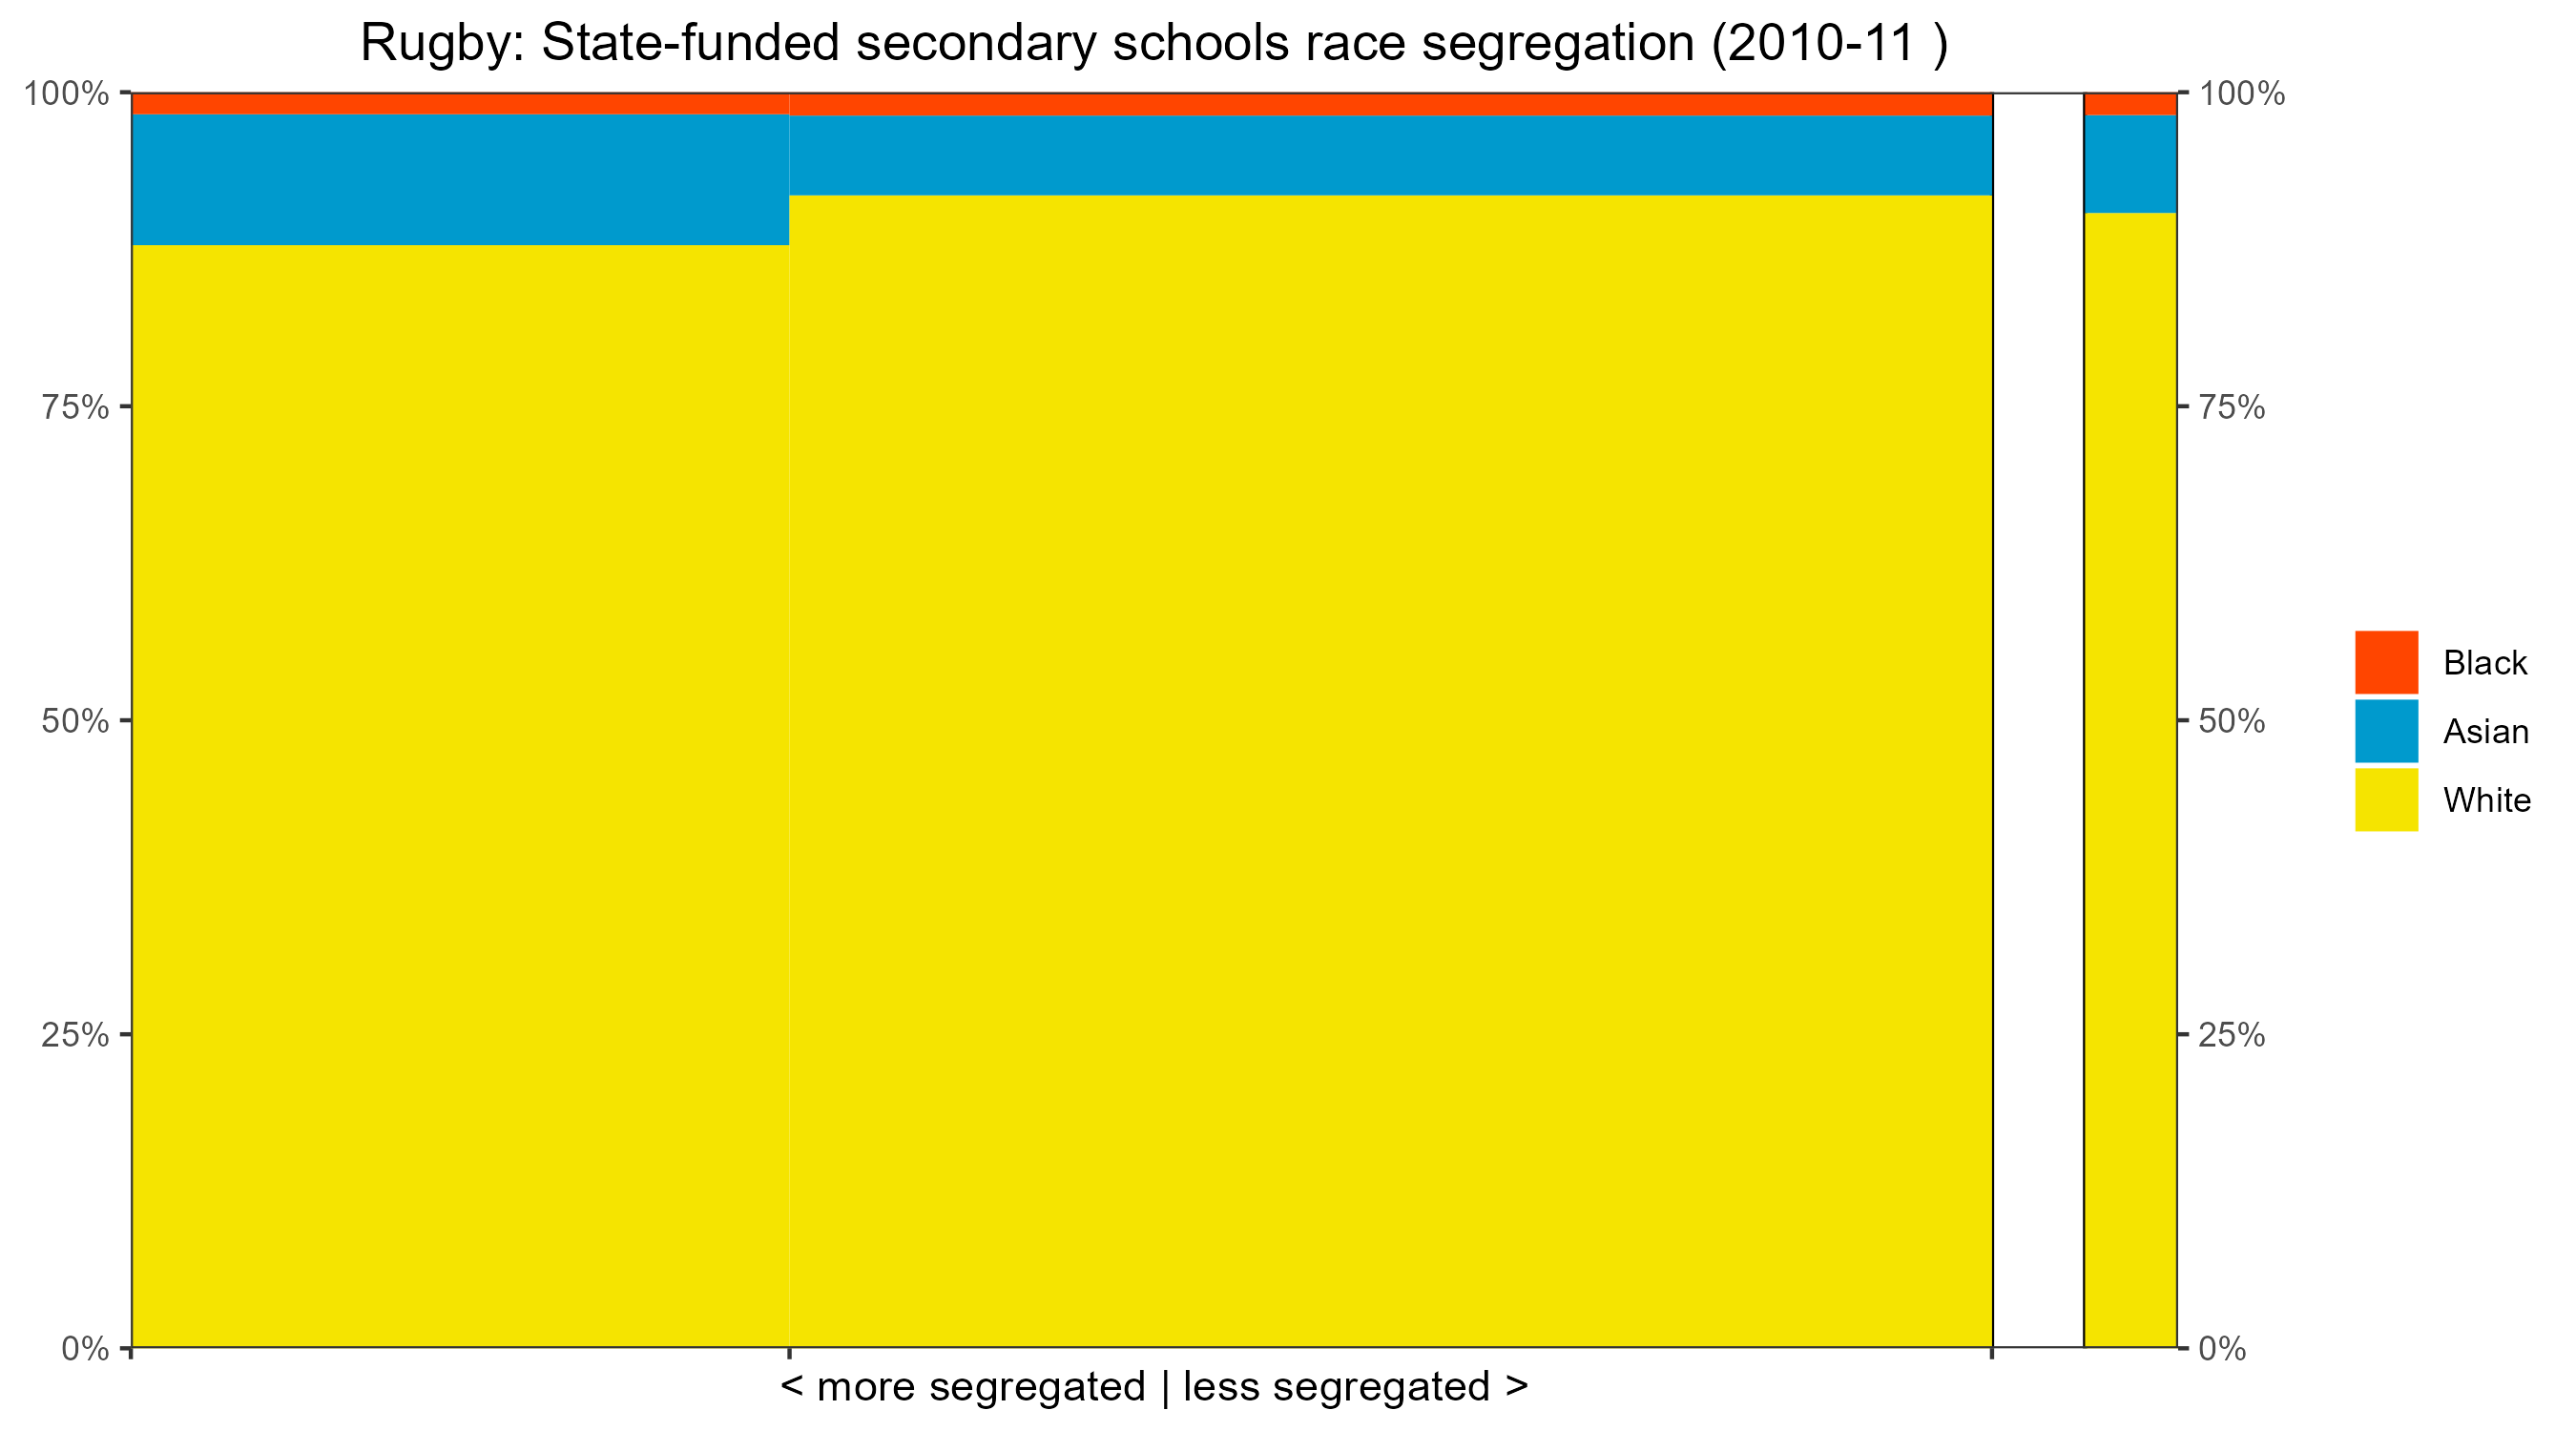 Rugby: State-funded secondary schools race segregation (2010-11 )
100%
100%
75%
75%
50%
50%
25%
25%
0%
0%
Black
Asian
White
< more segregated | less segregated >